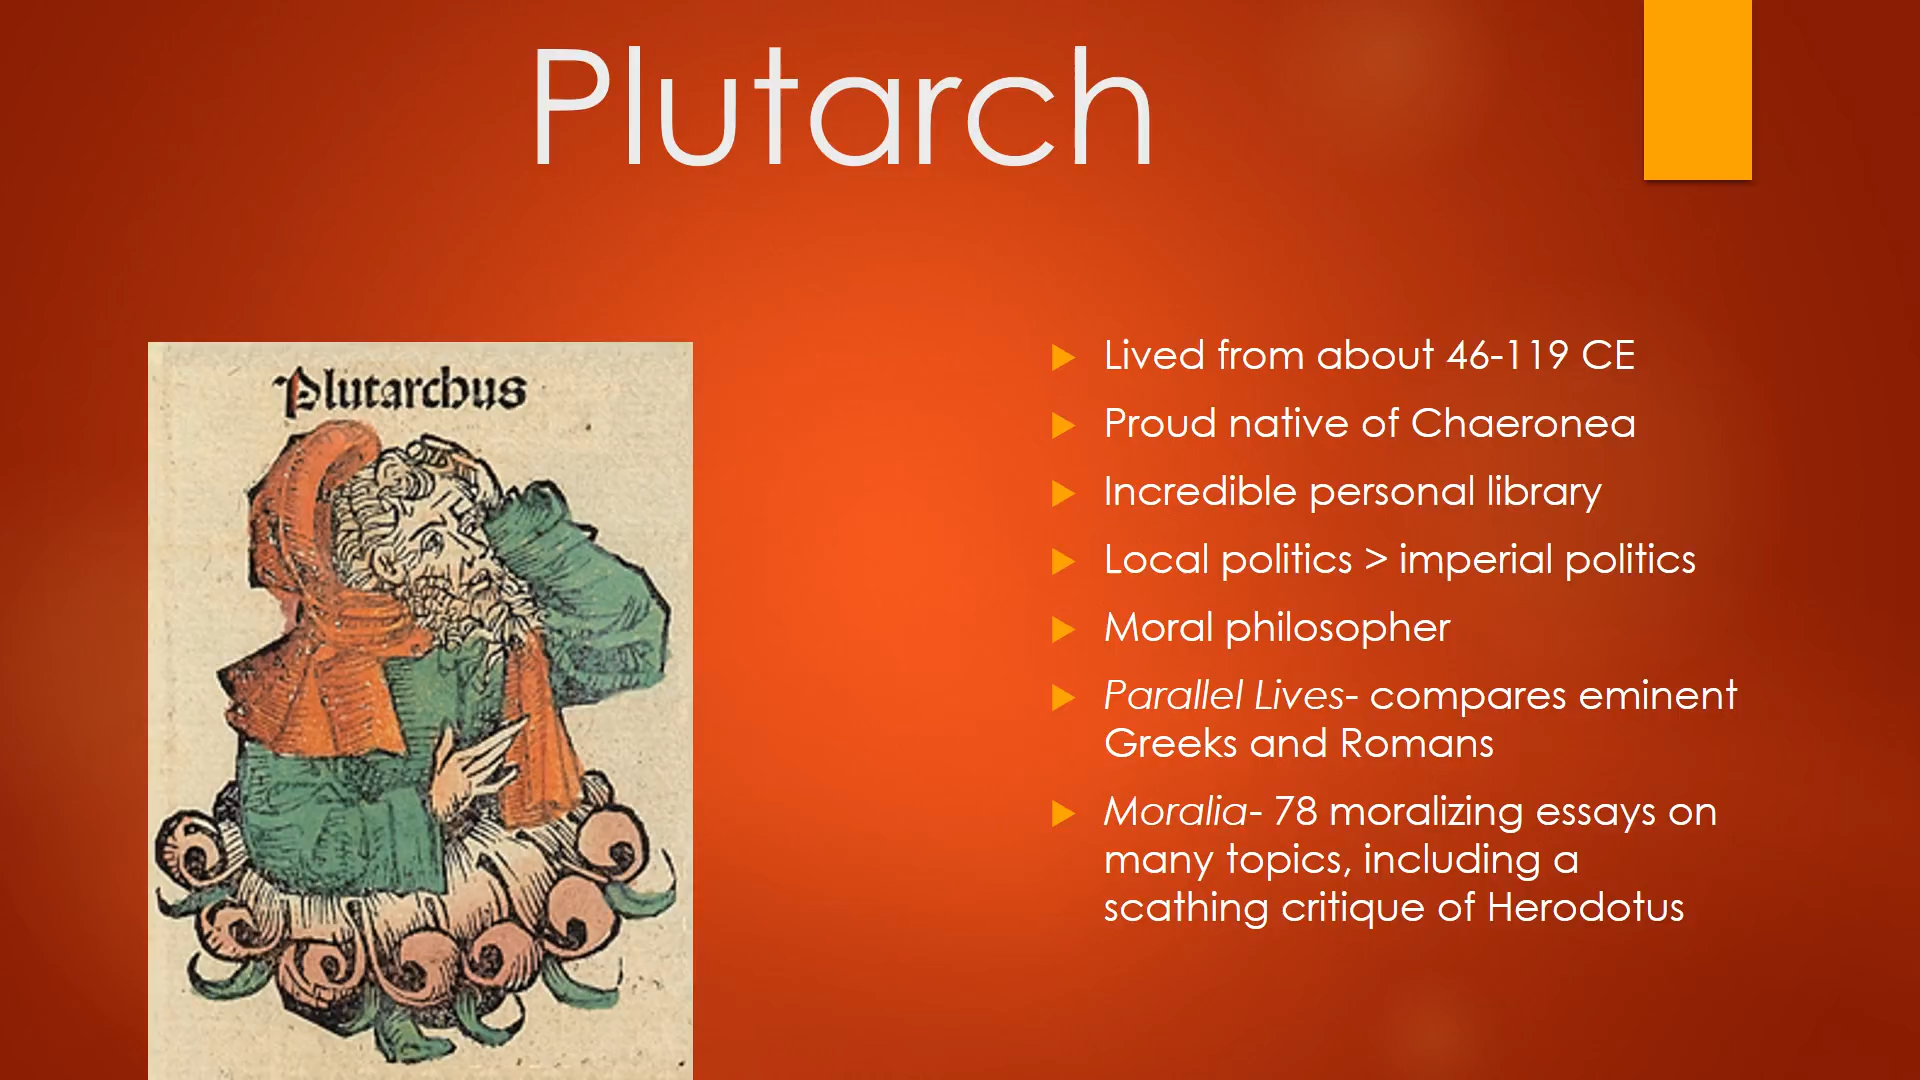 Plutarch
Plutarchus
Lived from about 46-119 CE
Proud native of Chaeronea
Incredible personal library
Local politics > imperial politics
Moral philosopher
Parallel Lives- compares eminent
Greeks and Romans
Moralia- 78 moralizing essays on
many topics, including a
scathing critique of Herodotus